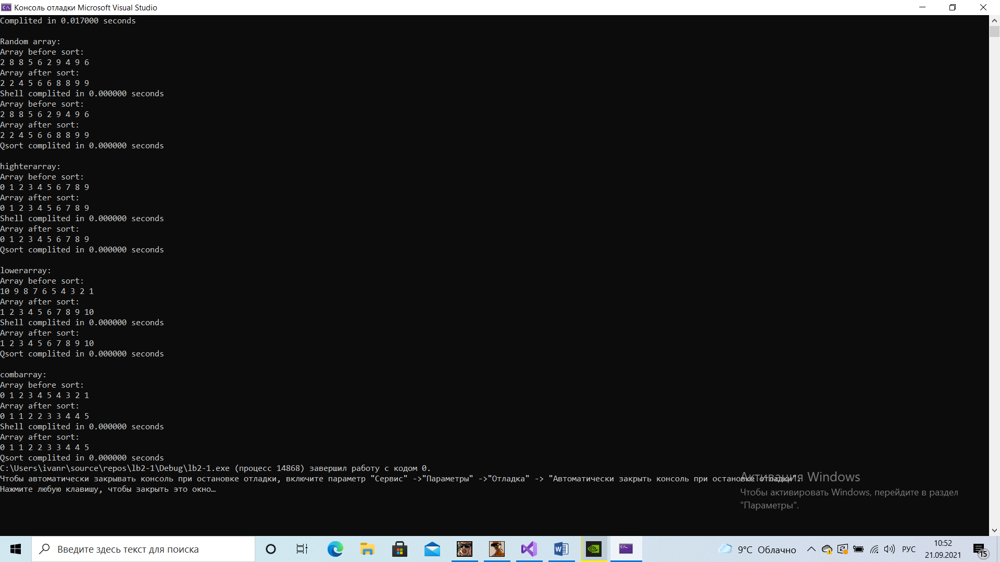 Консоль отладки Microsoft Visual Studio
Complited in 0.017000 seconds
Random array:
Array before sort:
2 8 8 5 6 2 9 4 9 6
Array after sort:
2 2 4 5 6 6 8 8 9 9
Shell complited in 0.000000 seconds
Array before sort:
2 8 8 5 6 2 9 4 9 6
Array after sort:
2 2 4 5 6 6 8 8 9 9
Qsort complited in 0.000000 seconds
highterarray:
Array before sort:
0 1 2 3 4 5 6 7 8 9
Array after sort:
0 1 2 3 4 5 6 7 8 9
Shell complited in 0.000000 seconds
Array after sort:
0 1 2 3 4 5 6 7 8 9
Qsort complited in 0.000000 seconds
lowerarray:
Array before sort:
10 9 8 7 6 5 4 3 2 1
Array after sort:
1 2 3 4 5 6 7 8 9 10
Shell complited in 0.000000 seconds
Array after sort:
1 2 3 4 5 6 7 8 9 10
Qsort complited in 0.000000 seconds
combarray:
Array before sort:
0 1 2 3 4 5 4 3 2 1
Array after sort:
0 1 1 2 2 3 3 4 4 5
Shell complited in 0.000000 seconds
Array after sort:
0 1 1 2 2 3 3 4 4 5
Qsort complited in 0.000000 seconds
C:\Users\ivanr\source\repos\lb2-1\Debug\lb2-1.exe (процесс 14868) завершил работу с кодом 0.
Чтобы автоматически закрывать консоль при остановке отладки, включите параметр "Сервис" ->"Параметры" ->"Отладка" -> "Автоматически закрыть консоль при остановке отладки".
Нажмите любую клавишу, чтобы закрыть это окно…
Активация Windows
Чтобы активировать Windows, перейдите в раздел
"Параметры".
Введите здесь текст для поиска
9°C Облачно
РУС
10:52
21.09.2021
15